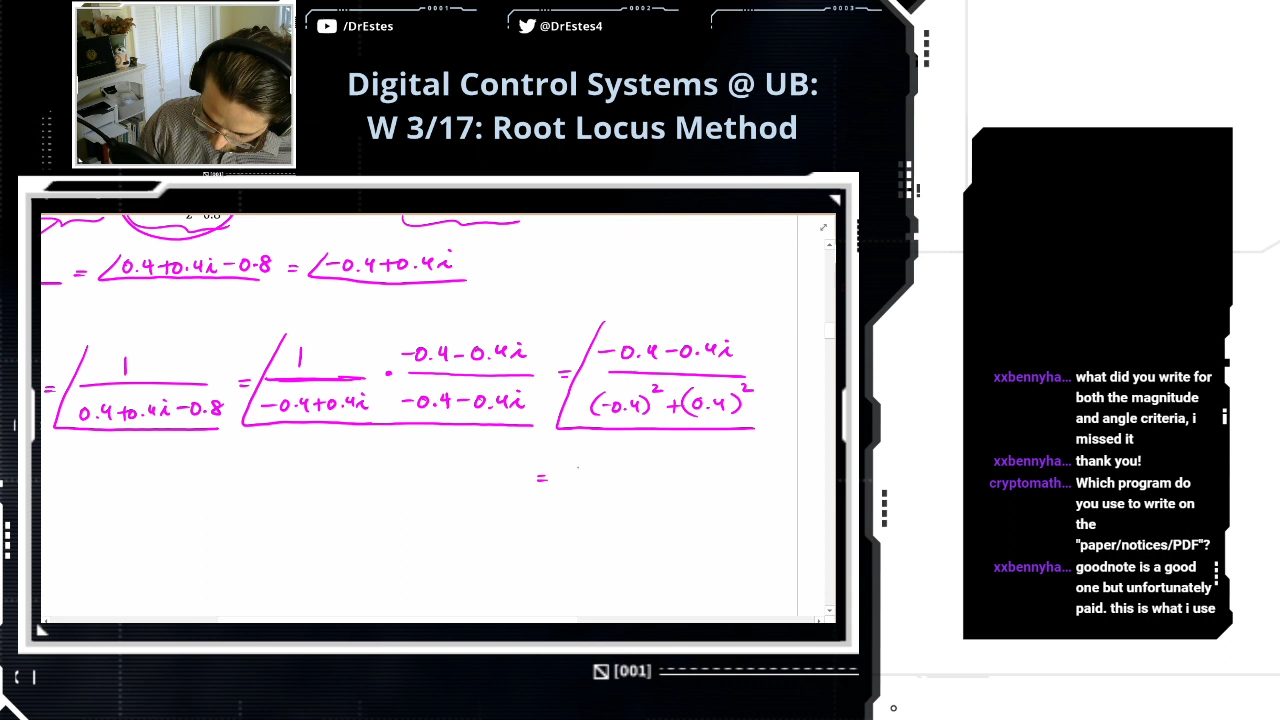 0001
0002
0003
/DrEstes
@DrEstes4
Digital Control Systems @ UB:
W 3/17: Root Locus Method
[001]
= ∠0.4+0.4i-0.8 = ∠-0.4+0.4i
= ∠ 1 / (0.4+0.4i-0.8) = ∠ 1 / (-0.4+0.4i) · (-0.4-0.4i) / (-0.4-0.4i) = ∠ (-0.4-0.4i) / ((-0.4)² + (0.4)²)
=
xxbennyha... what did you write for
both the magnitude
and angle criteria, i
missed it
xxbennyha... thank you!
cryptomath... Which program do
you use to write on
the
"paper/notices/PDF"?
xxbennyha... goodnote is a good
one but unfortunately
paid. this is what i use
[001]